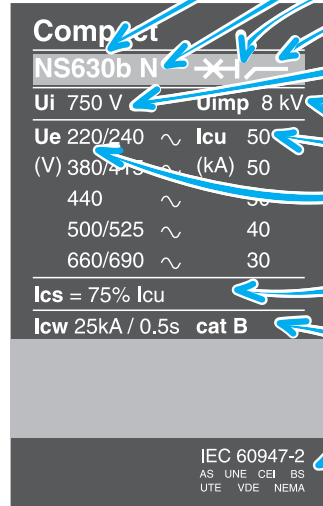 Compact
NS630b N
Ui 750 V Uimp 8 kV
Ue 220/240 ~ Icu 50
(V) 380/415 ~ (kA) 50
440 ~ 50
500/525 ~ 40
660/690 ~ 30
Ics = 75% Icu
Icw 25kA / 0.5s cat B
IEC 60947-2
AS UNE CEI BS
UTE VDE NEMA